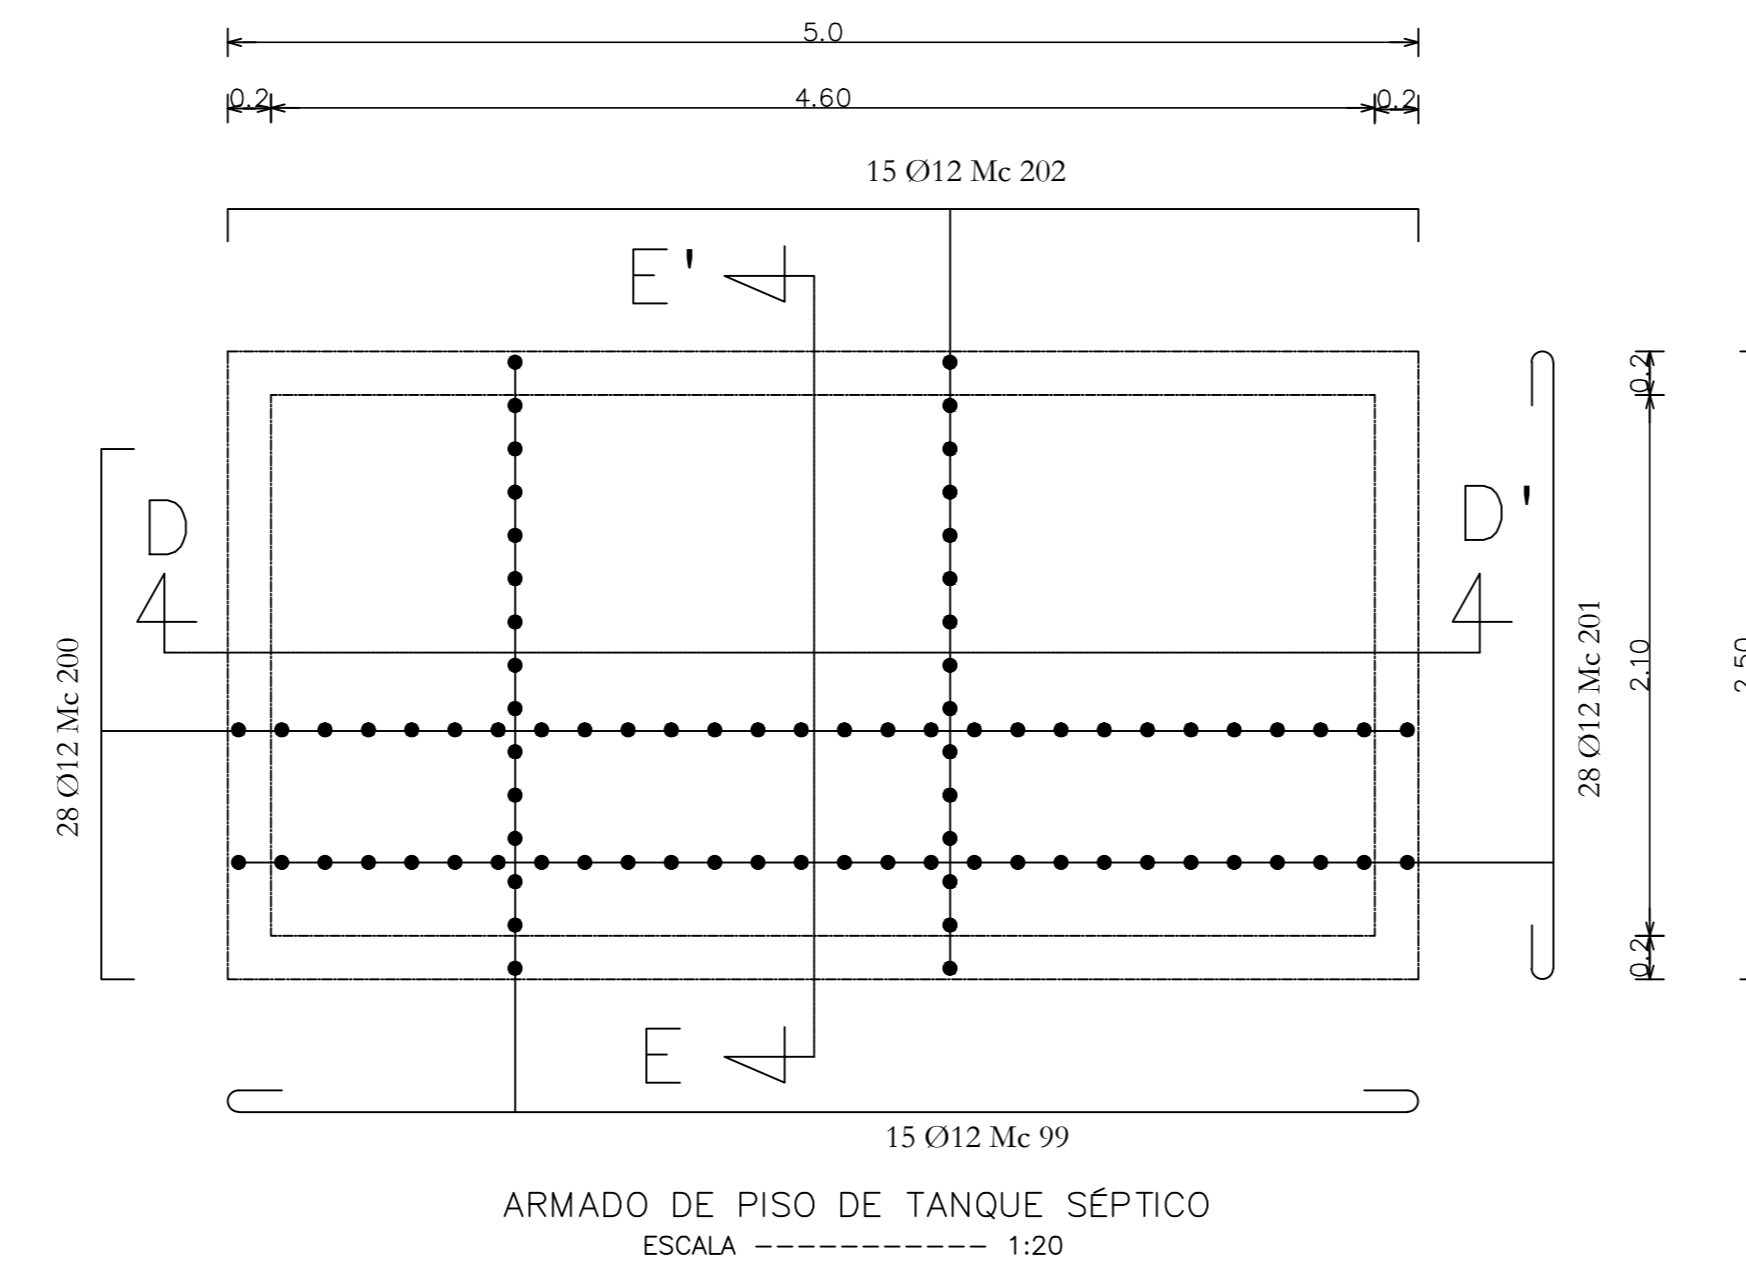 5.0
0.2 4.60 0.2
15 Ø12 Mc 202
E'
0.2
D
D'
28 Ø12 Mc 200
28 Ø12 Mc 201
2.10
2.50
0.2
E
15 Ø12 Mc 99
ARMADO DE PISO DE TANQUE SÉPTICO
ESCALA ----------- 1:20